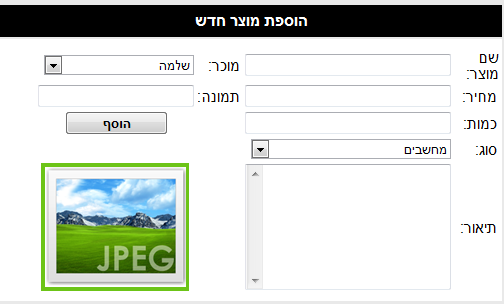 הוספת מוצר חדש
שם
מוצר:
מוכר:
שלמה
מחיר:
תמונה:
כמות:
הוסף
סוג:
מחשבים
תיאור:
JPEG